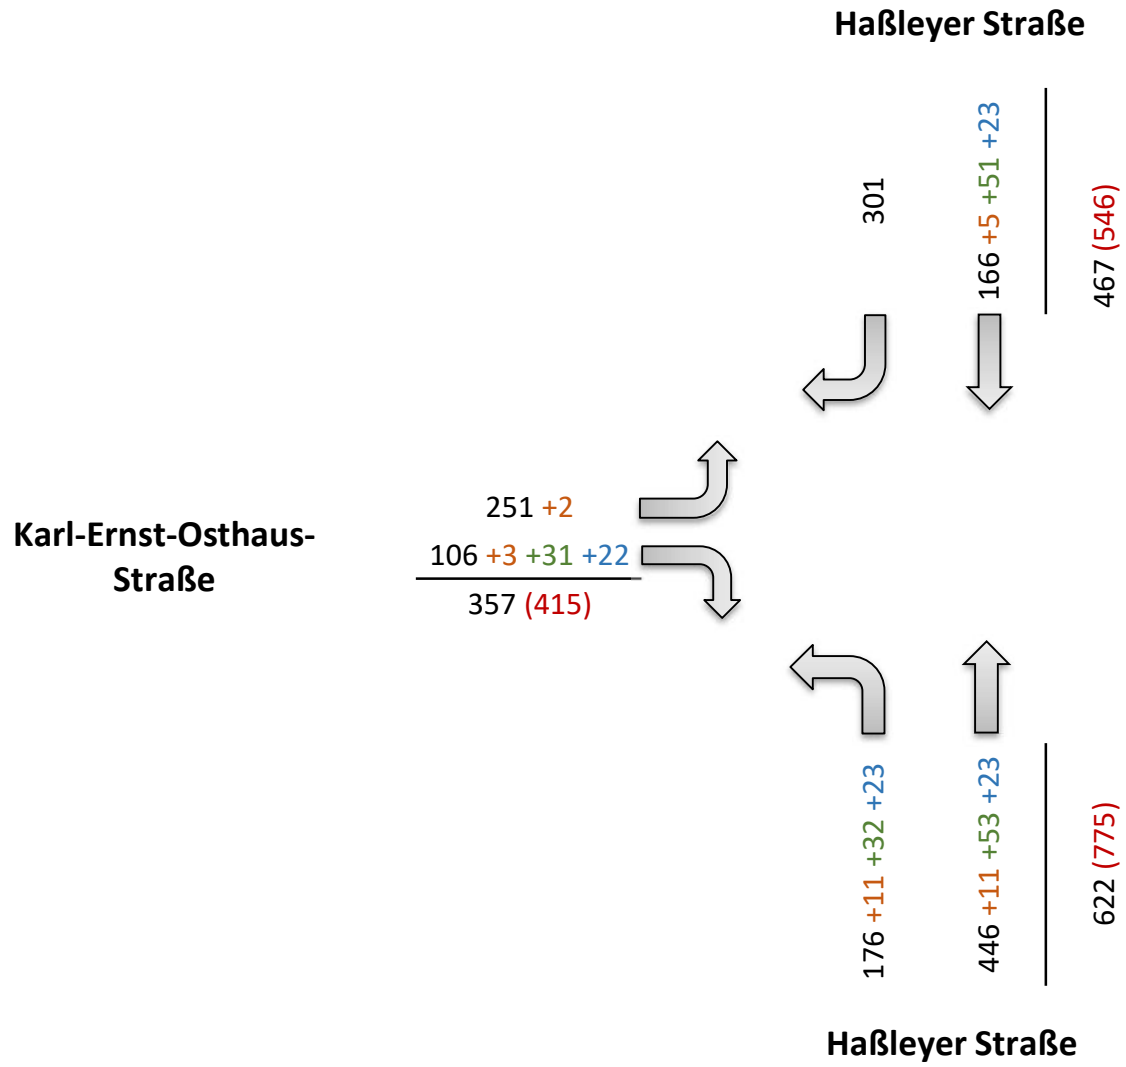 Haßleyer Straße
301
166 +5 +51 +23
467 (546)
251 +2
106 +3 +31 +22
357 (415)
Karl-Ernst-Osthaus-
Straße
176 +11 +32 +23
446 +11 +53 +23
622 (775)
Haßleyer Straße